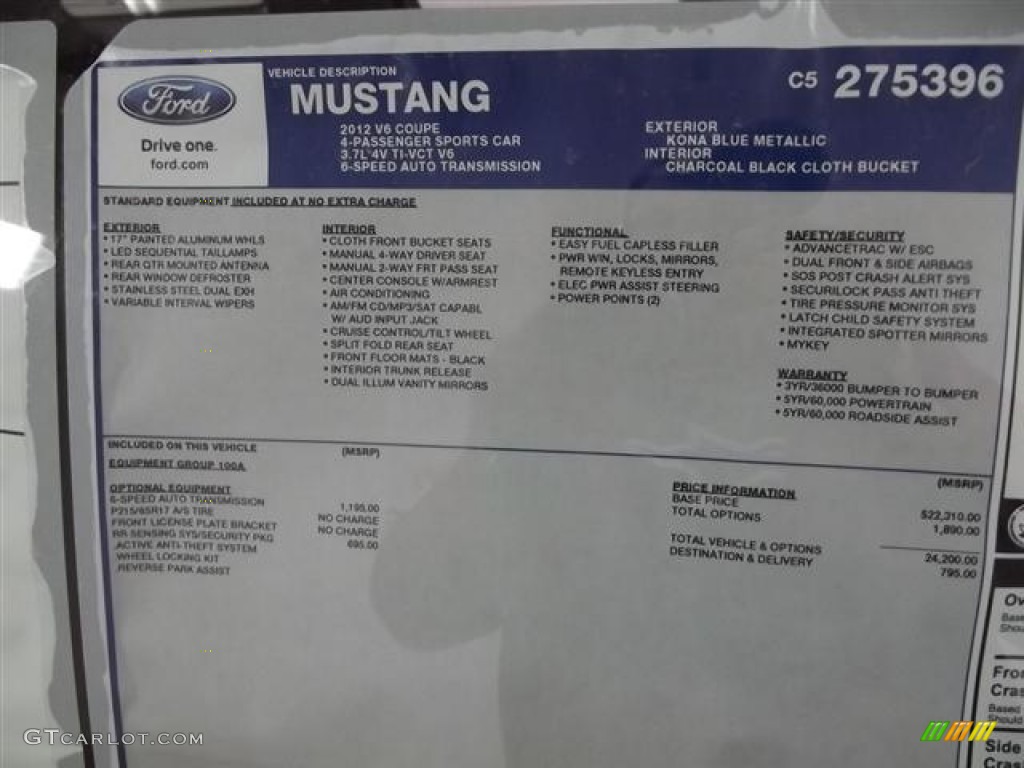 Ford
Drive one.
ford.com
VEHICLE DESCRIPTION
MUSTANG
2012 V6 COUPE
4-PASSENGER SPORTS CAR
3.7L 4V TI-VCT V6
6-SPEED AUTO TRANSMISSION
C5 275396
EXTERIOR
KONA BLUE METALLIC
INTERIOR
CHARCOAL BLACK CLOTH BUCKET
STANDARD EQUIPMENT INCLUDED AT NO EXTRA CHARGE
EXTERIOR
• 17" PAINTED ALUMINUM WHLS
• LED SEQUENTIAL TAILLAMPS
• REAR QTR MOUNTED ANTENNA
• REAR WINDOW DEFROSTER
• STAINLESS STEEL DUAL EXH
• VARIABLE INTERVAL WIPERS
INTERIOR
• CLOTH FRONT BUCKET SEATS
• MANUAL 4-WAY DRIVER SEAT
• MANUAL 2-WAY FRT PASS SEAT
• CENTER CONSOLE W/ARMREST
• AIR CONDITIONING
• AM/FM CD/MP3/SAT CAPABL
W/ AUD INPUT JACK
• CRUISE CONTROL/TILT WHEEL
• SPLIT FOLD REAR SEAT
• FRONT FLOOR MATS - BLACK
• INTERIOR TRUNK RELEASE
• DUAL ILLUM VANITY MIRRORS
FUNCTIONAL
• EASY FUEL CAPLESS FILLER
• PWR WIN, LOCKS, MIRRORS,
REMOTE KEYLESS ENTRY
• ELEC PWR ASSIST STEERING
• POWER POINTS (2)
SAFETY/SECURITY
• ADVANCETRAC W/ ESC
• DUAL FRONT & SIDE AIRBAGS
• SOS POST CRASH ALERT SYS
• SECURILOCK PASS ANTI THEFT
• TIRE PRESSURE MONITOR SYS
• LATCH CHILD SAFETY SYSTEM
• INTEGRATED SPOTTER MIRRORS
• MYKEY
WARRANTY
• 3YR/36000 BUMPER TO BUMPER
• 5YR/60,000 POWERTRAIN
• 5YR/60,000 ROADSIDE ASSIST
INCLUDED ON THIS VEHICLE
(MSRP)
EQUIPMENT GROUP 100A
OPTIONAL EQUIPMENT
6-SPEED AUTO TRANSMISSION 1,195.00
P215/65R17 A/S TIRE
FRONT LICENSE PLATE BRACKET NO CHARGE
RR SENSING SYS/SECURITY PKG NO CHARGE
ACTIVE ANTI-THEFT SYSTEM 695.00
WHEEL LOCKING KIT
REVERSE PARK ASSIST
PRICE INFORMATION (MSRP)
BASE PRICE $22,310.00
TOTAL OPTIONS 1,890.00
TOTAL VEHICLE & OPTIONS 24,200.00
DESTINATION & DELIVERY 795.00
Ov
Base
Shou
Fron
Cras
Based
Should
Side
Cras
GTcarlot.com